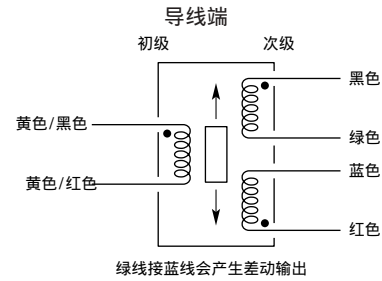 导线端
初级 次级
黑色
黄色/黑色
绿色
蓝色
黄色/红色
红色
绿线接蓝线会产生差动输出